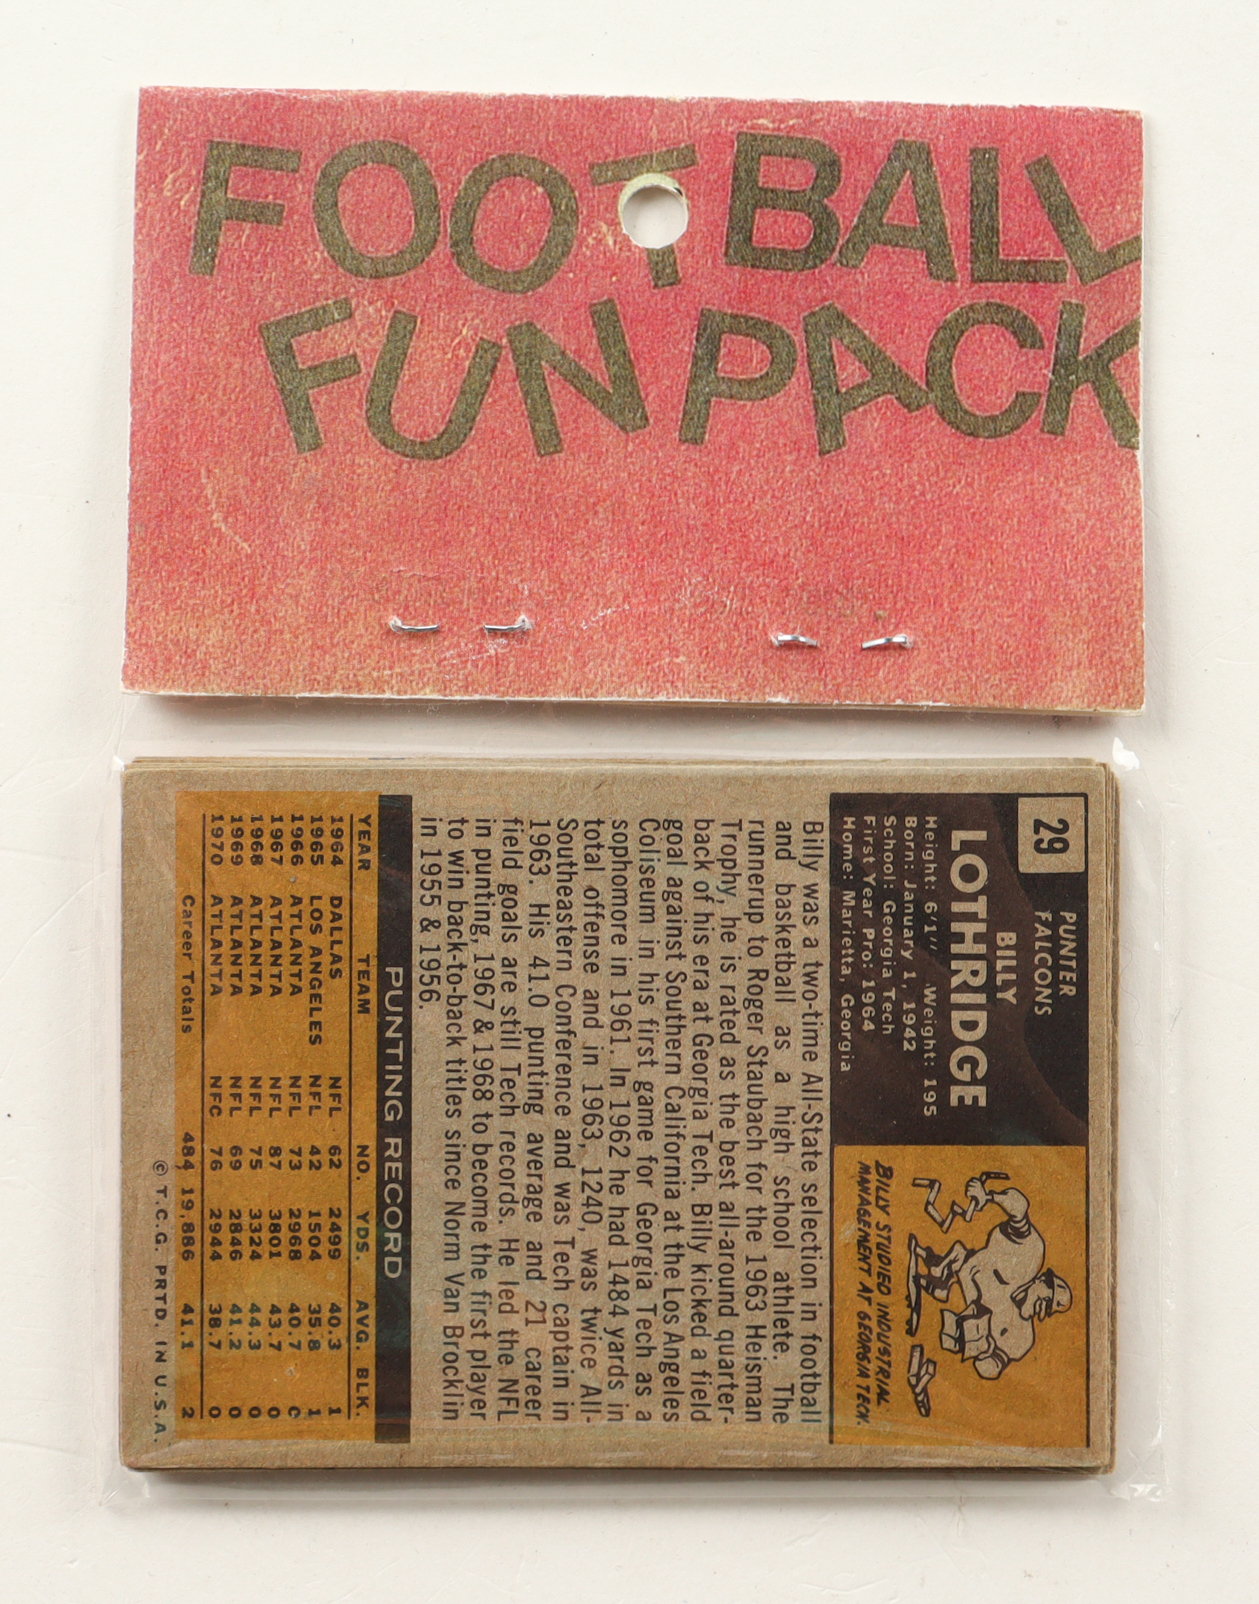 FOOTBALL
FUN PACK
29
PUNTER
FALCONS
BILLY
LOTHRIDGE
Height: 6'1" Weight: 195
Born: January 1, 1942
School: Georgia Tech
First Year Pro: 1964
Home: Marietta, Georgia
BILLY STUDIED INDUSTRIAL
MANAGEMENT AT GEORGIA TECH.
Billy was a two-time All-State selection in football
and basketball as a high school athlete. The
runnerup to Roger Staubach for the 1963 Heisman
Trophy, he is rated as the best all-around quarter-
back of his era at Georgia Tech. Billy kicked a field
goal against Southern California at the Los Angeles
Coliseum in his first game for Georgia Tech as a
sophomore in 1961. In 1962 he had 1484 yards in
total offense and in 1963, 1240, was twice All-
Southeastern Conference and was Tech captain in
1963. His 41.0 punting average and 21 career
field goals are still Tech records. He led the NFL
in punting, 1967 & 1968 to become the first player
to win back-to-back titles since Norm Van Brocklin
in 1955 & 1956.
PUNTING RECORD
YEAR TEAM NO. YDS. AVG. BLK.
1964 DALLAS NFL 62 2499 40.3 1
1965 LOS ANGELES NFL 42 1504 35.8 1
1966 ATLANTA NFL 73 2968 40.7 0
1967 ATLANTA NFL 87 3801 43.7 0
1968 ATLANTA NFL 75 3324 44.3 0
1969 ATLANTA NFL 69 2846 41.2 0
1970 ATLANTA NFC 76 2944 38.7 0
Career Totals 484 19,886 41.1 2
© T.C.G. PRTD. IN U.S.A.